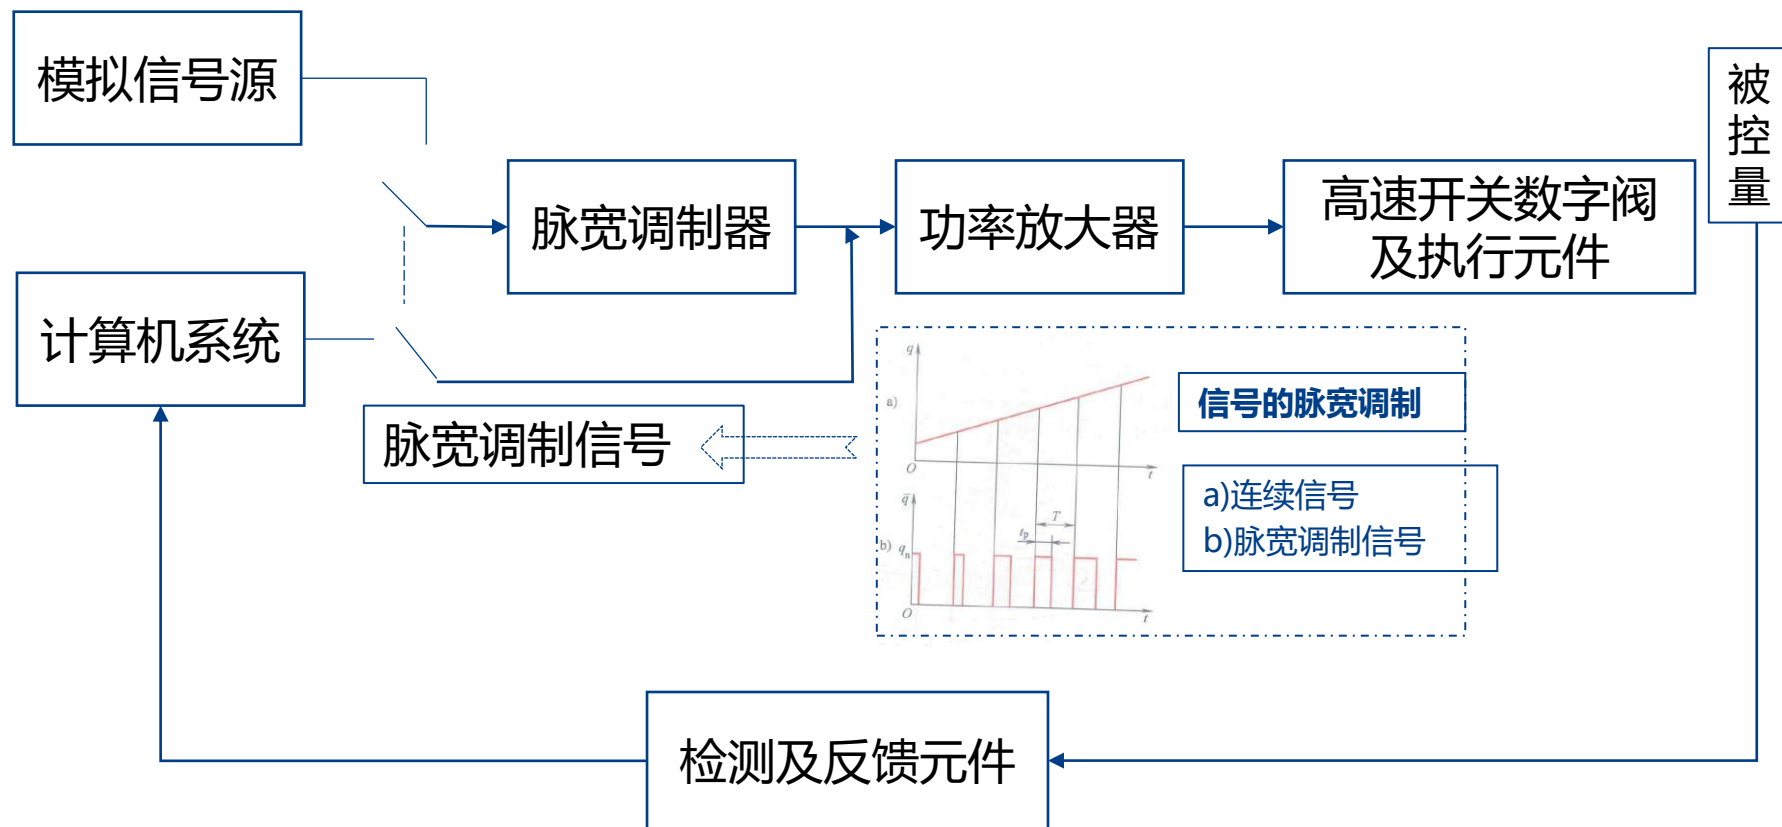 模拟信号源
被
控
量
脉宽调制器
功率放大器
高速开关数字阀
及执行元件
计算机系统
脉宽调制信号
q
a)
O
t
q̄
T
tp
b)
qn
O
t
信号的脉宽调制
a)连续信号
b)脉宽调制信号
检测及反馈元件